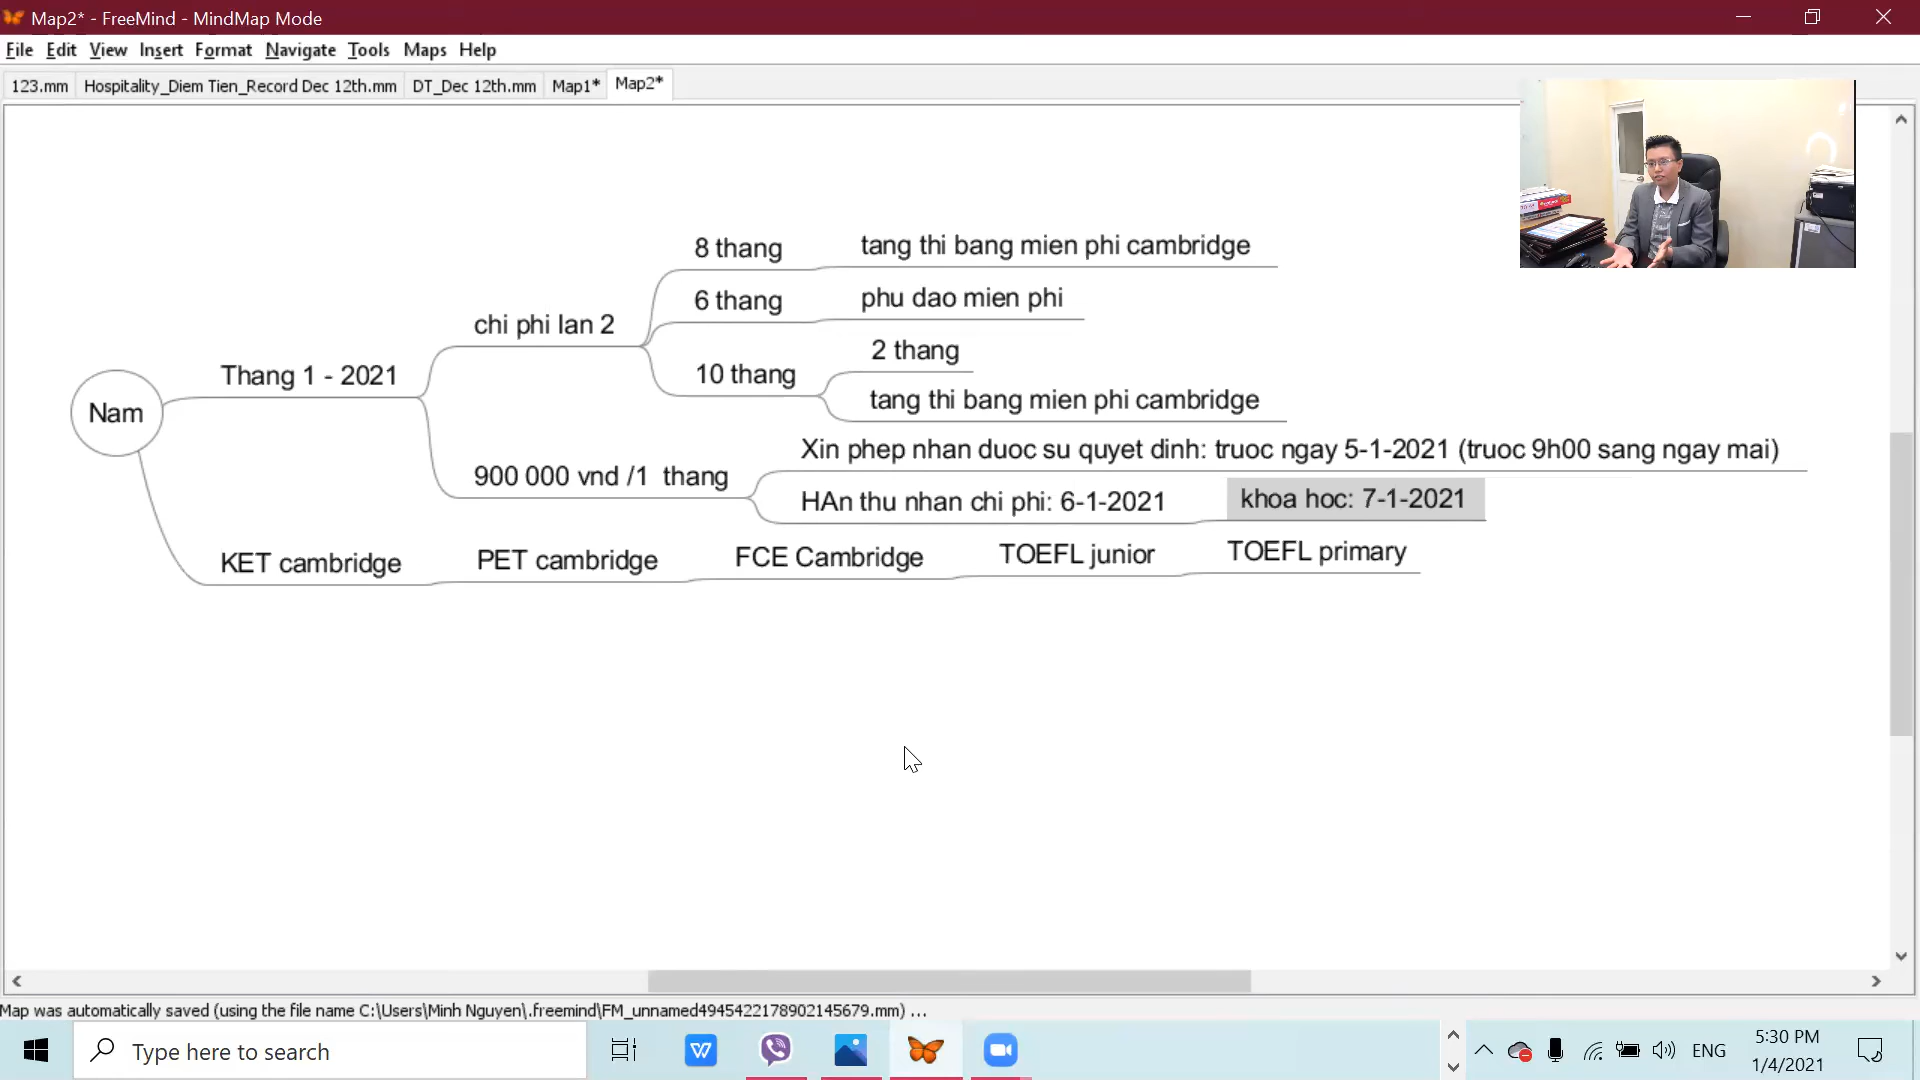 Map2* - FreeMind - MindMap Mode
File Edit View Insert Format Navigate Tools Maps Help
123.mm Hospitality_Diem Tien_Record Dec 12th.mm DT_Dec 12th.mm Map1* Map2*
8 thang tang thi bang mien phi cambridge
6 thang phu dao mien phi
chi phi lan 2
2 thang
10 thang
Thang 1 - 2021
tang thi bang mien phi cambridge
Nam
Xin phep nhan duoc su quyet dinh: truoc ngay 5-1-2021 (truoc 9h00 sang ngay mai)
900 000 vnd /1 thang
HAn thu nhan chi phi: 6-1-2021 khoa hoc: 7-1-2021
KET cambridge PET cambridge FCE Cambridge TOEFL junior TOEFL primary
Map was automatically saved (using the file name C:\Users\Minh Nguyen\.freemind\FM_unnamed4945422178902145679.mm) ...
Type here to search
ENG
5:30 PM
1/4/2021